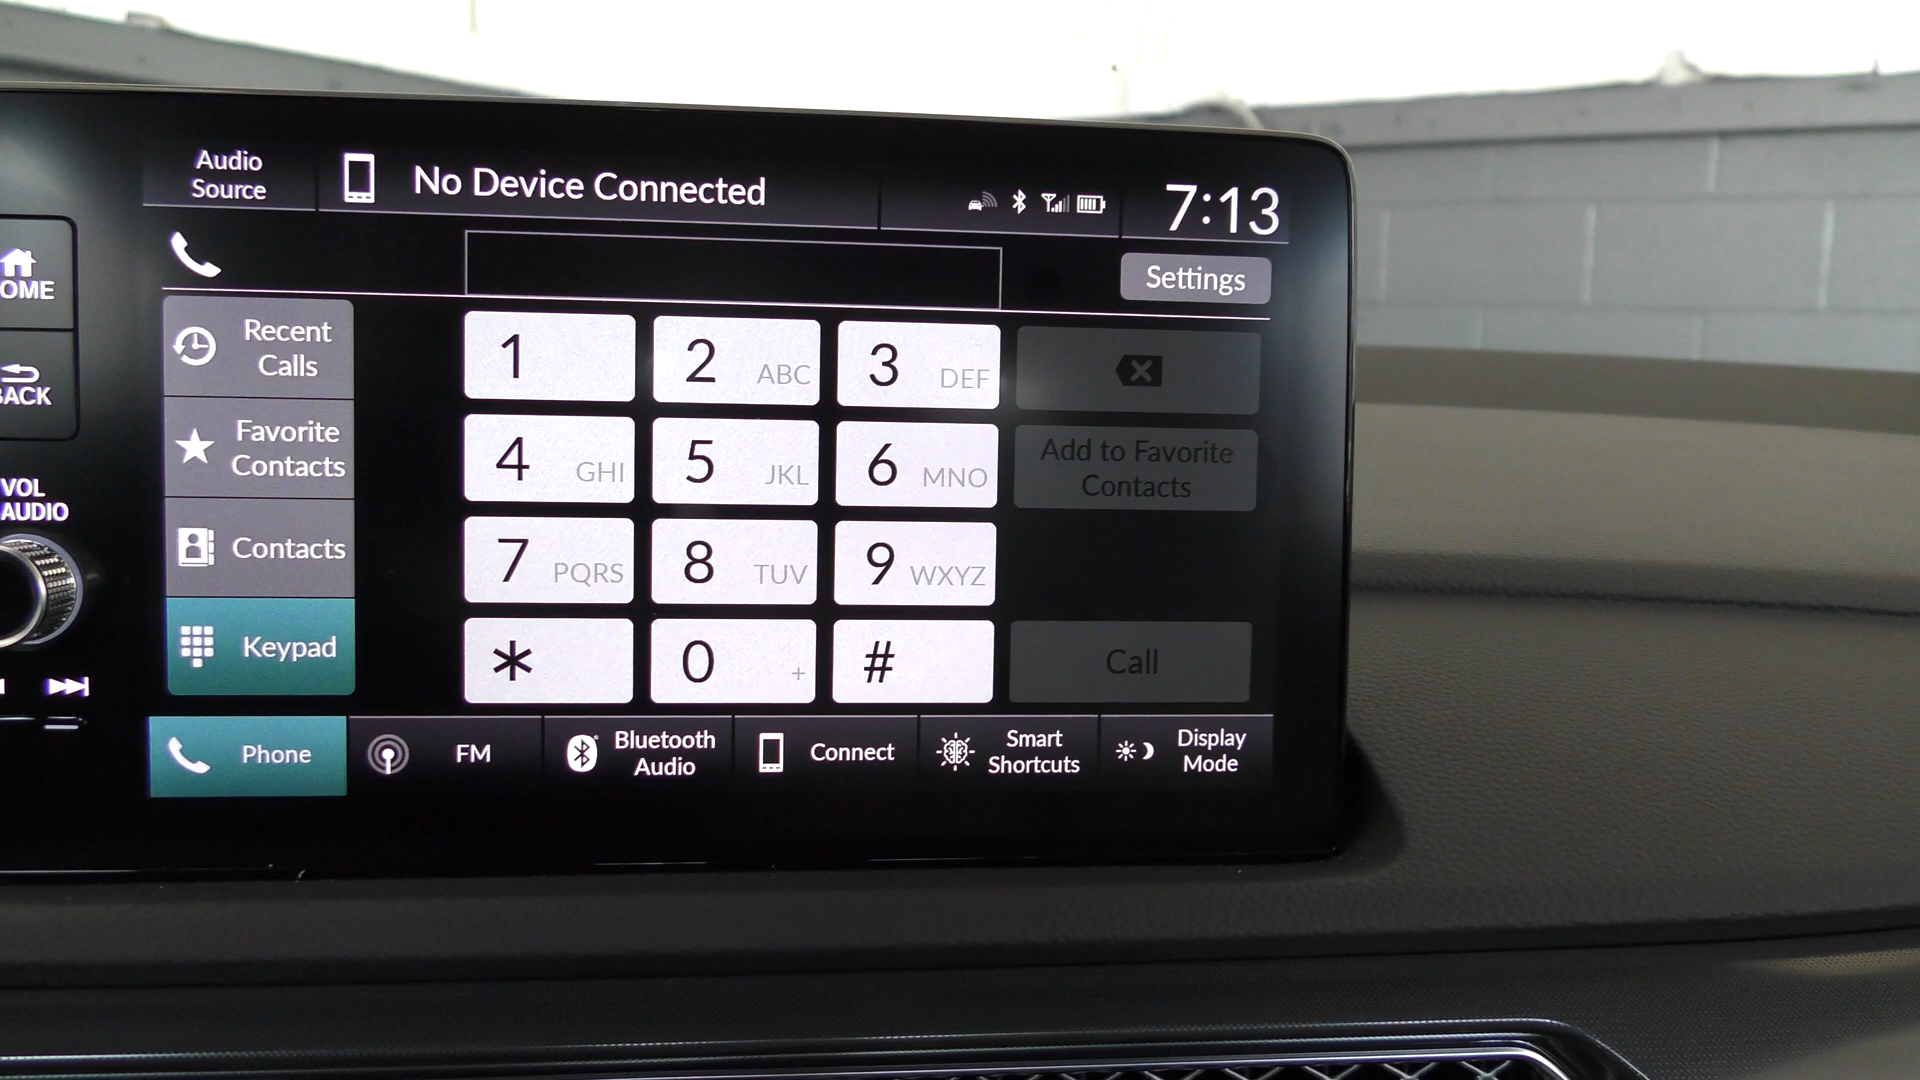 Audio
Source
No Device Connected
7:13
Settings
OME
BACK
VOL
AUDIO
Recent
Calls
Favorite
Contacts
Contacts
Keypad
1
2 ABC
3 DEF
4 GHI
5 JKL
6 MNO
Add to Favorite
Contacts
7 PQRS
8 TUV
9 WXYZ
*
0 +
#
Call
Phone
FM
Bluetooth
Audio
Connect
Smart
Shortcuts
Display
Mode